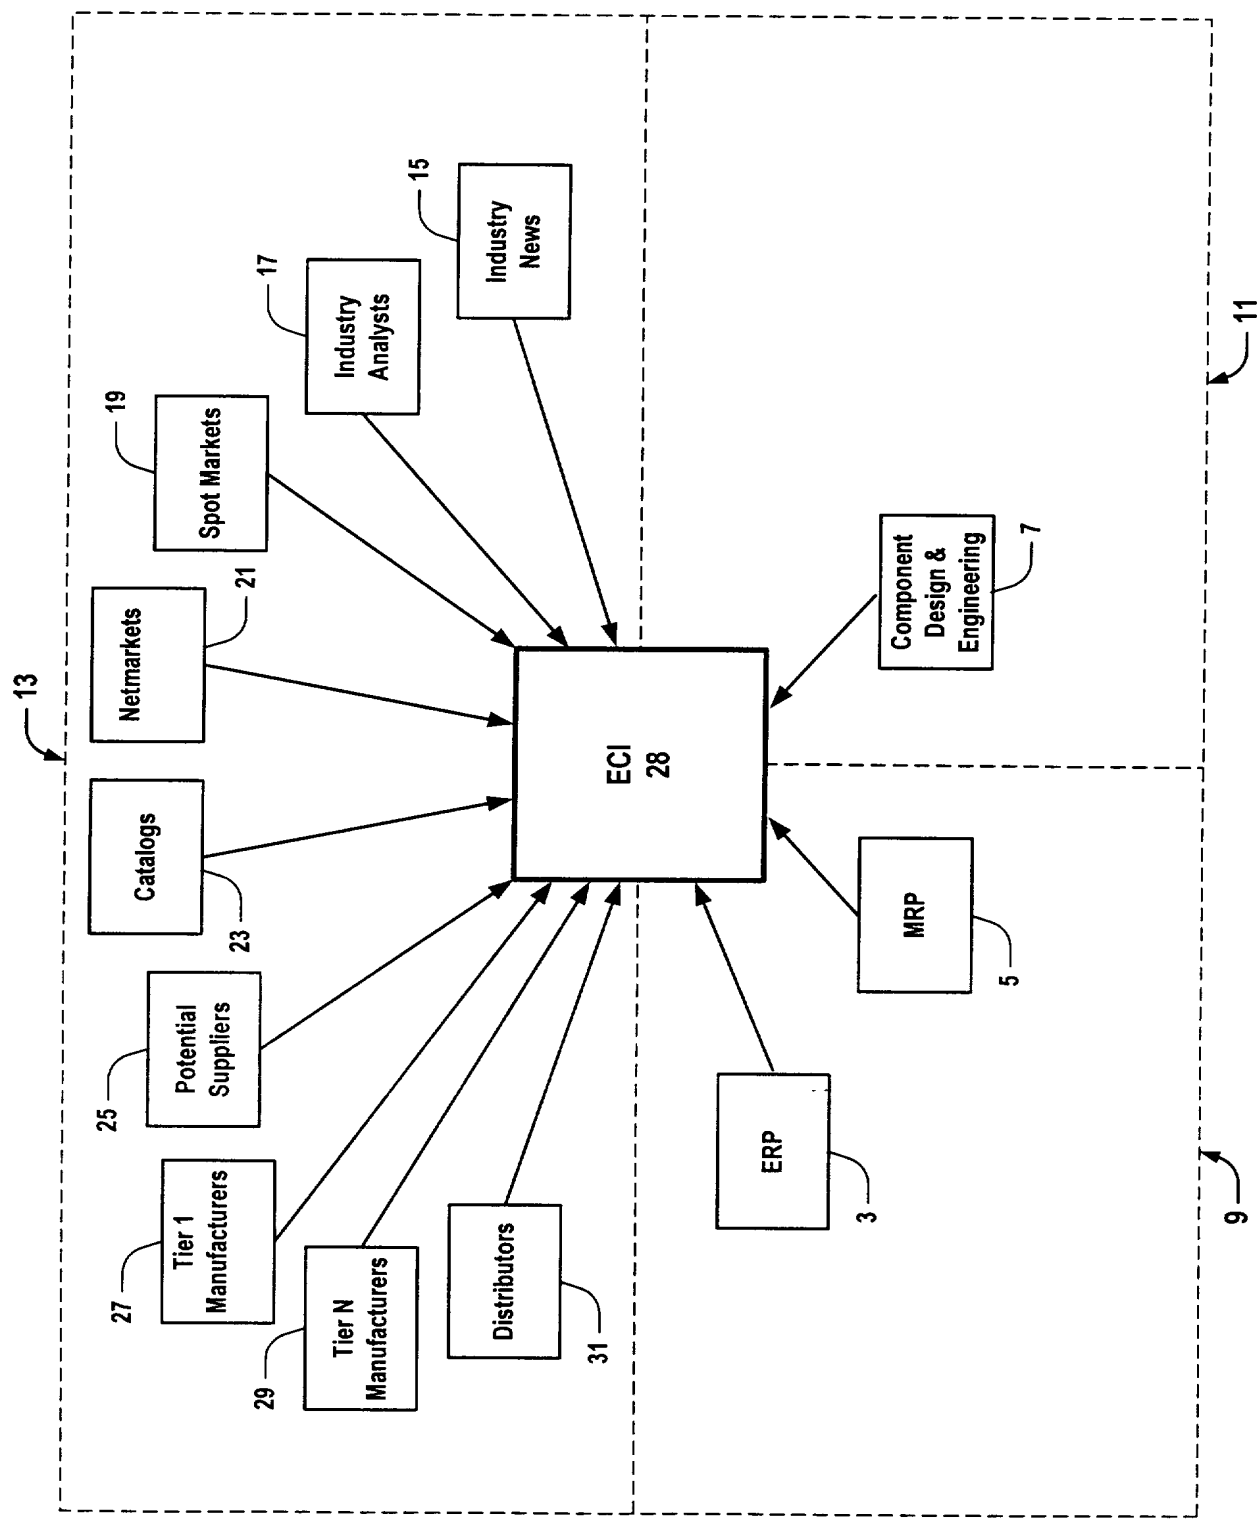 13
Tier 1
Manufacturers
27
Potential
Suppliers
25
Catalogs
23
Netmarkets
21
Spot Markets
19
Tier N
Manufacturers
29
Industry
Analysts
17
Distributors
31
Industry
News
15
ECI
28
ERP
3
MRP
5
Component
Design &
Engineering
7
9
11